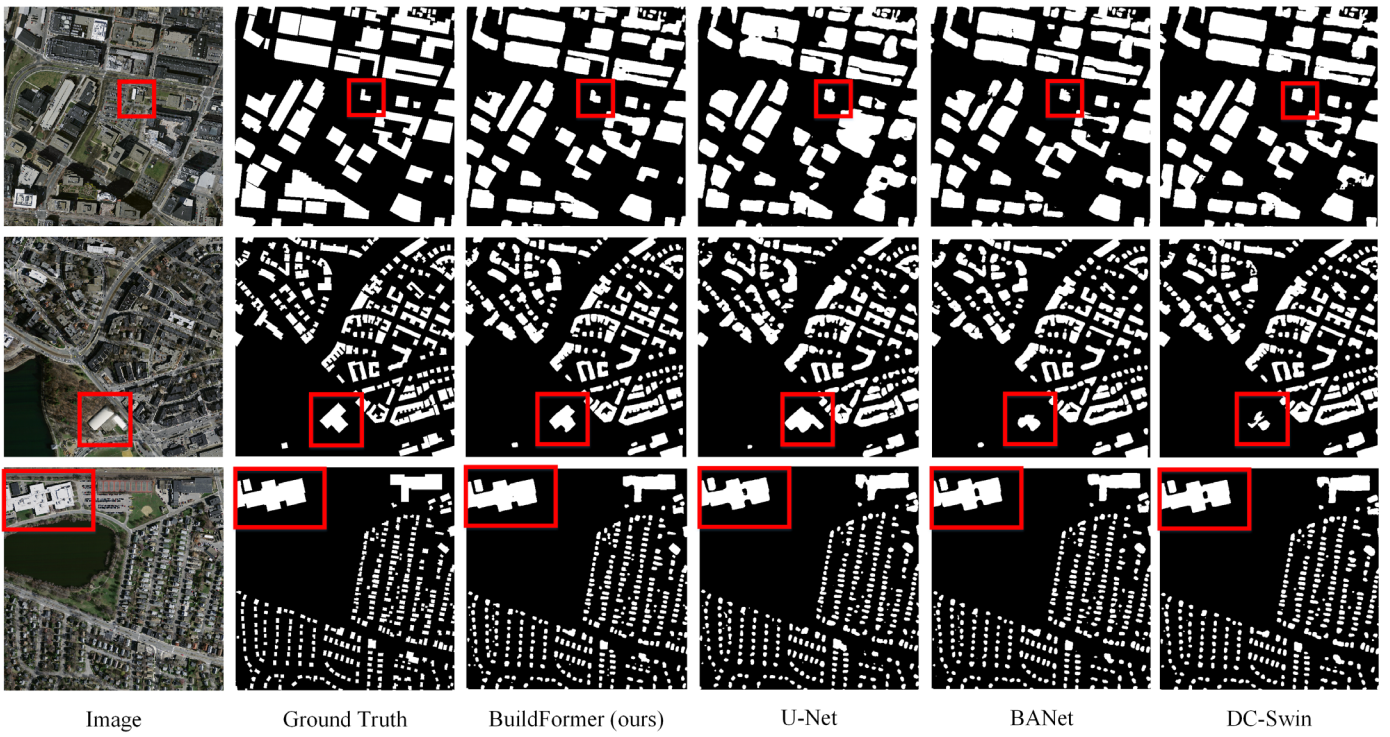 Image
Ground Truth
BuildFormer (ours)
U-Net
BANet
DC-Swin